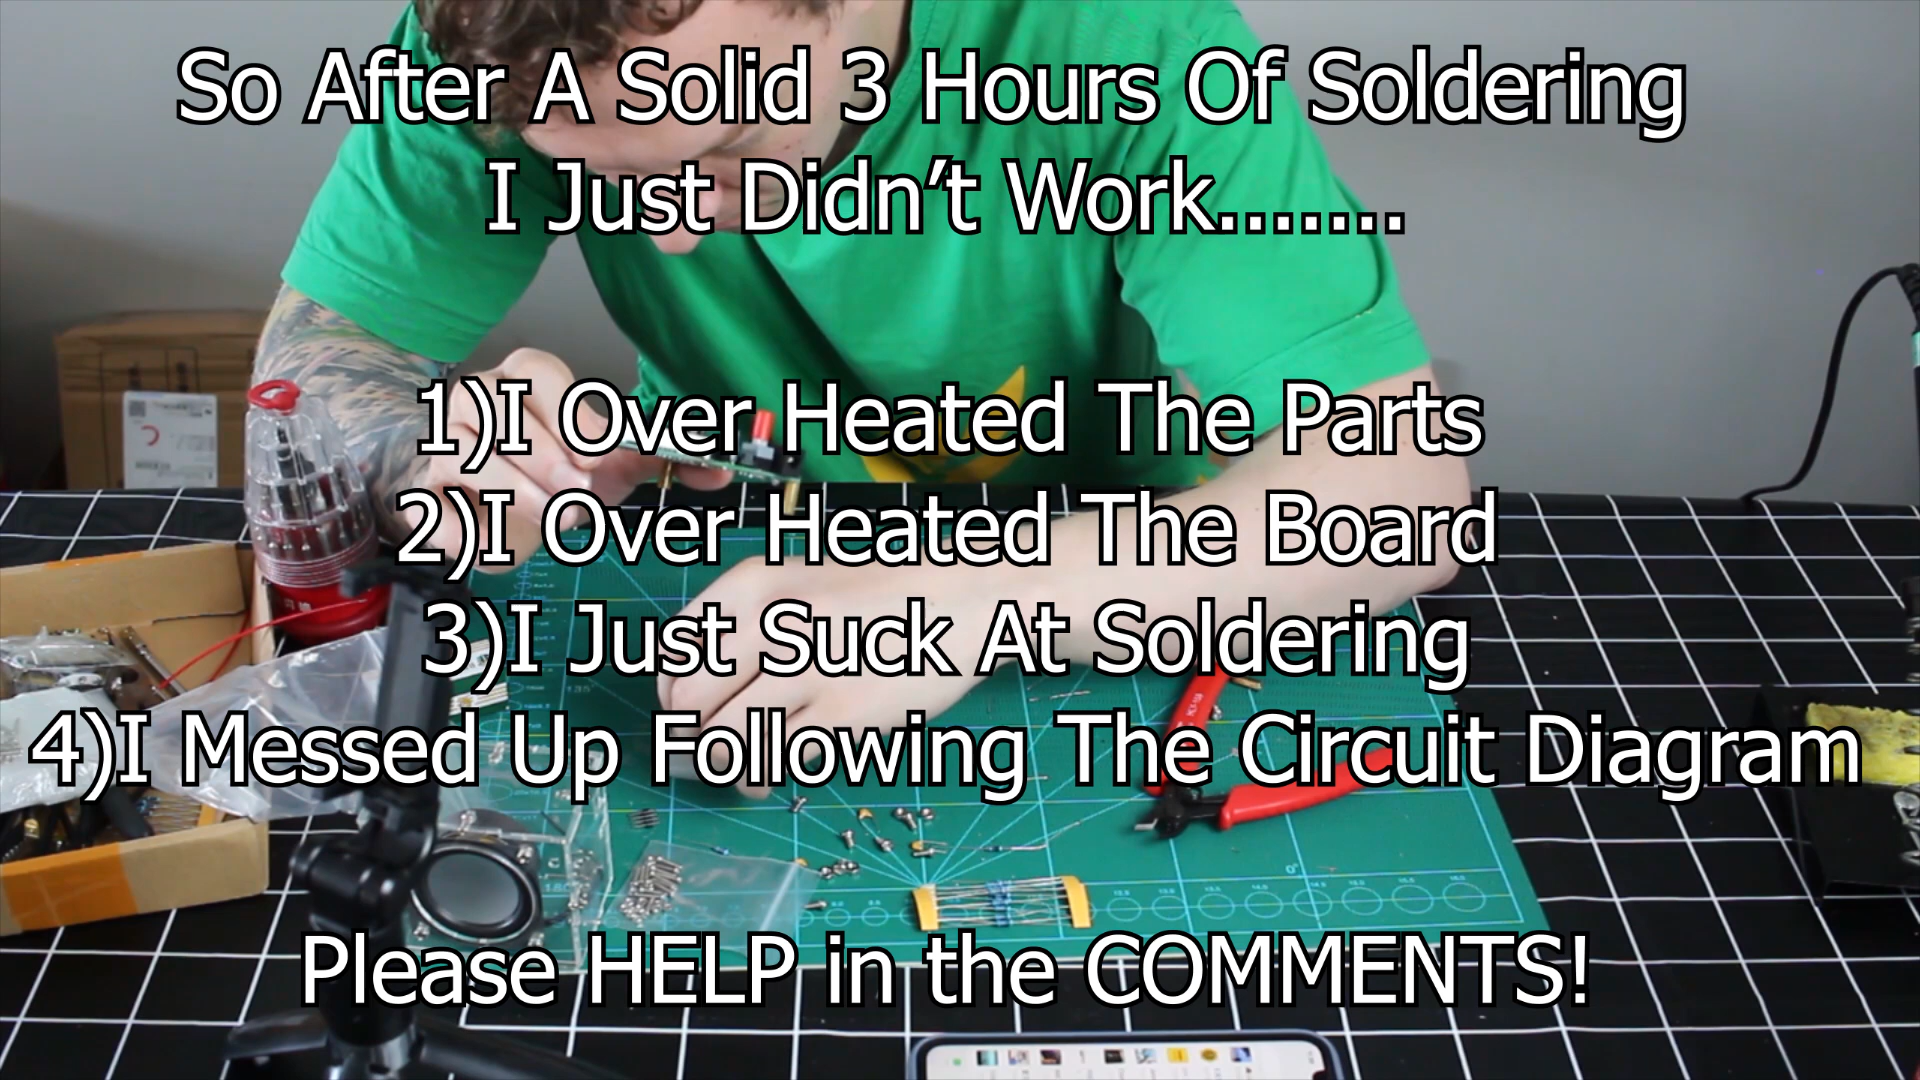 So After A Solid 3 Hours Of Soldering
I Just Didn’t Work.......
1)I Over Heated The Parts
2)I Over Heated The Board
3)I Just Suck At Soldering
4)I Messed Up Following The Circuit Diagram
Please HELP in the COMMENTS!